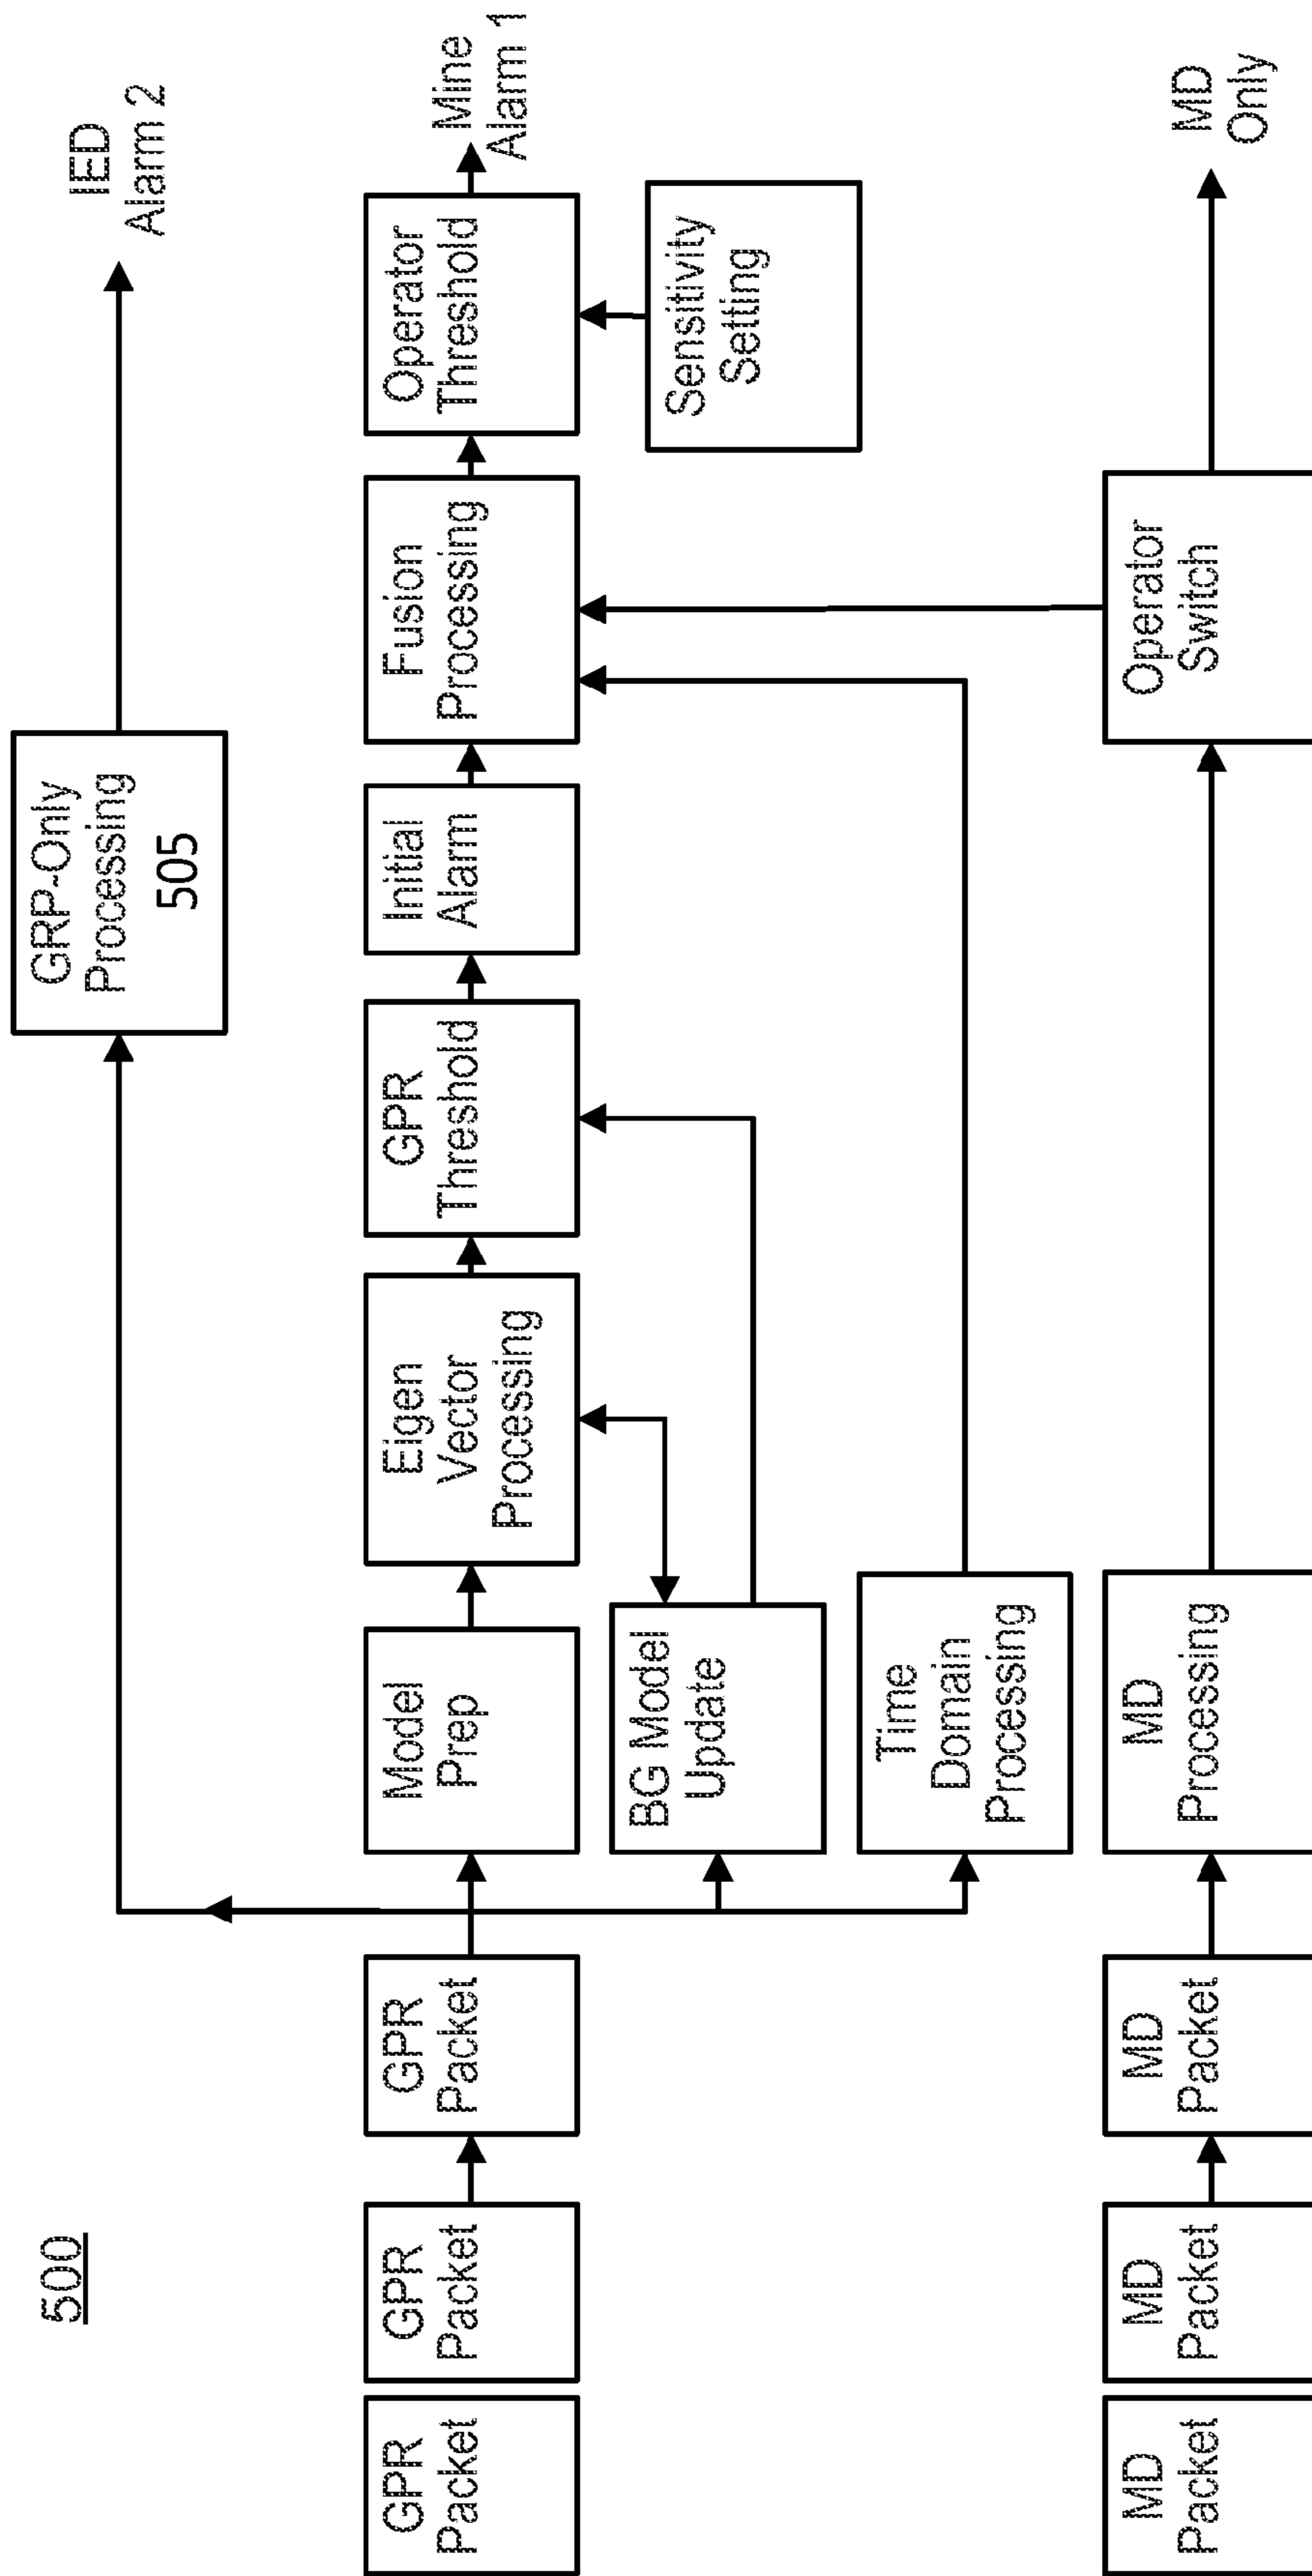 500
GRP-Only
Processing
505
IED
Alarm 2
GPR
Packet
GPR
Packet
GPR
Packet
Model
Prep
Eigen
Vector
Processing
GPR
Threshold
Initial
Alarm
Fusion
Processing
Operator
Threshold
Mine
Alarm 1
BG Model
Update
Sensitivity
Setting
Time
Domain
Processing
MD
Packet
MD
Packet
MD
Packet
MD
Processing
Operator
Switch
MD
Only